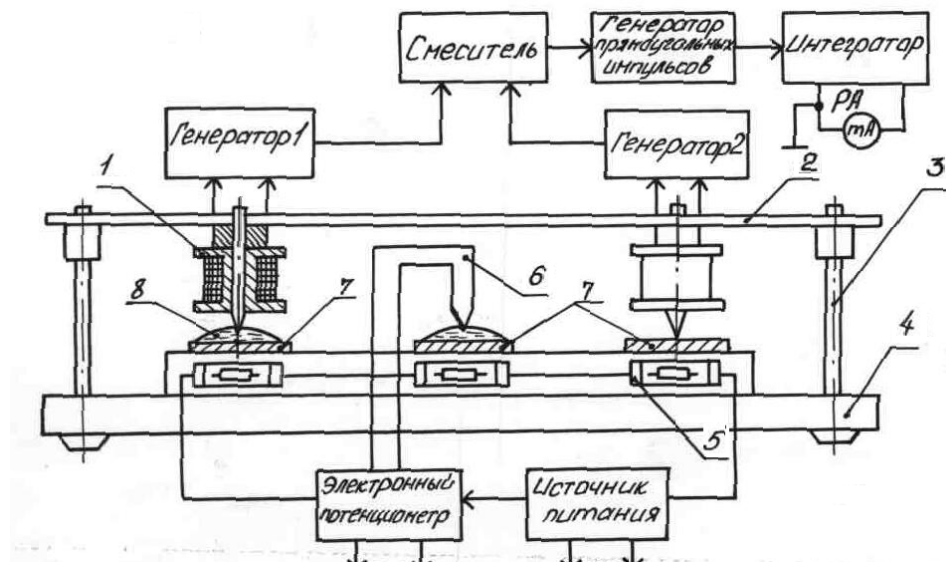 Смеситель
Генератор
прямоугольных
импульсов
Интегратор
PA
mA
Генератор1
Генератор2
1
2
3
6
8
7
7
4
5
Электронный
потенциометр
Источник
питания